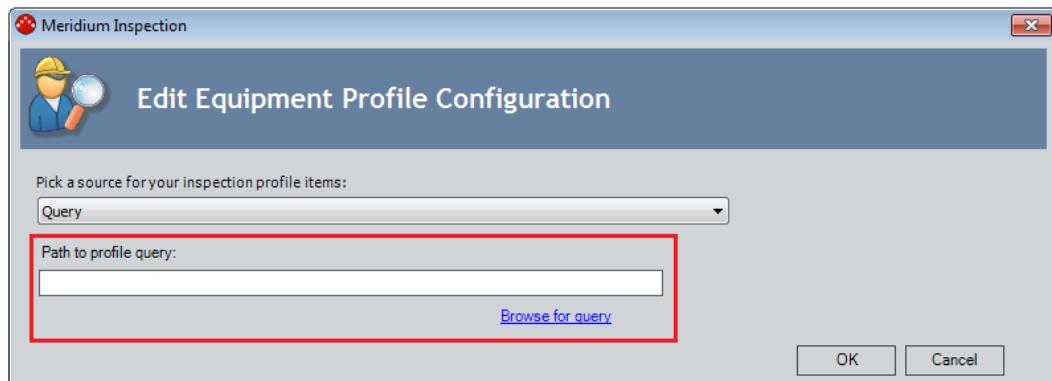 Meridium Inspection
Edit Equipment Profile Configuration
Pick a source for your inspection profile items:
Query
Path to profile query:
Browse for query
OK
Cancel